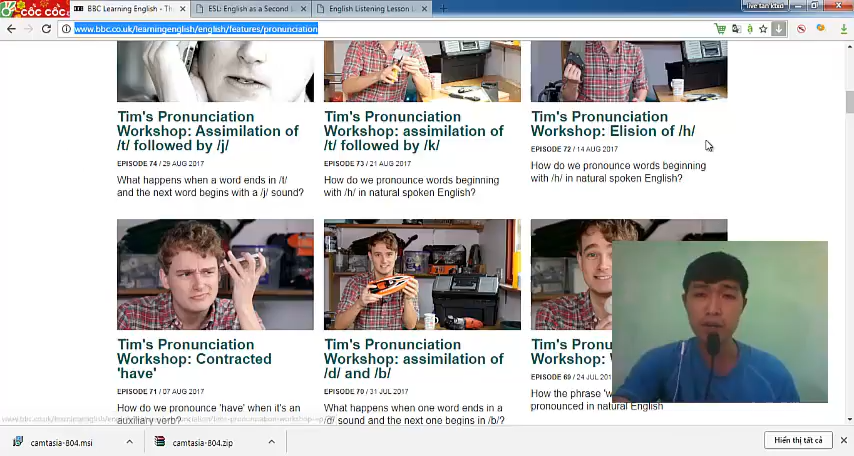 live tan ktxd
CỐC CỐC
BBC Learning English - Th
ESL: English as a Second L
English Listening Lesson L
www.bbc.co.uk/learningenglish/english/features/pronunciation
Tim's Pronunciation
Workshop: Assimilation of
/t/ followed by /j/
EPISODE 74 / 29 AUG 2017
What happens when a word ends in /t/
and the next word begins with a /j/ sound?
Tim's Pronunciation
Workshop: assimilation of
/t/ followed by /k/
EPISODE 73 / 21 AUG 2017
How do we pronounce words beginning
with /h/ in natural spoken English?
Tim's Pronunciation
Workshop: Elision of /h/
EPISODE 72 / 14 AUG 2017
How do we pronounce words beginning
with /h/ in natural spoken English?
Tim's Pronunciation
Workshop: Contracted
'have'
EPISODE 71 / 07 AUG 2017
How do we pronounce 'have' when it's an
auxiliary verb?
Tim's Pronunciation
Workshop: assimilation of
/d/ and /b/
EPISODE 70 / 31 JUL 2017
What happens when one word ends in a
/d/ sound and the next one begins in /b/?
Tim's Pronu
Workshop:
EPISODE 69 / 24 JUL 201
How the phrase 'w
pronounced in natural English
camtasia-804.msi
camtasia-804.zip
Hiển thị tất cả